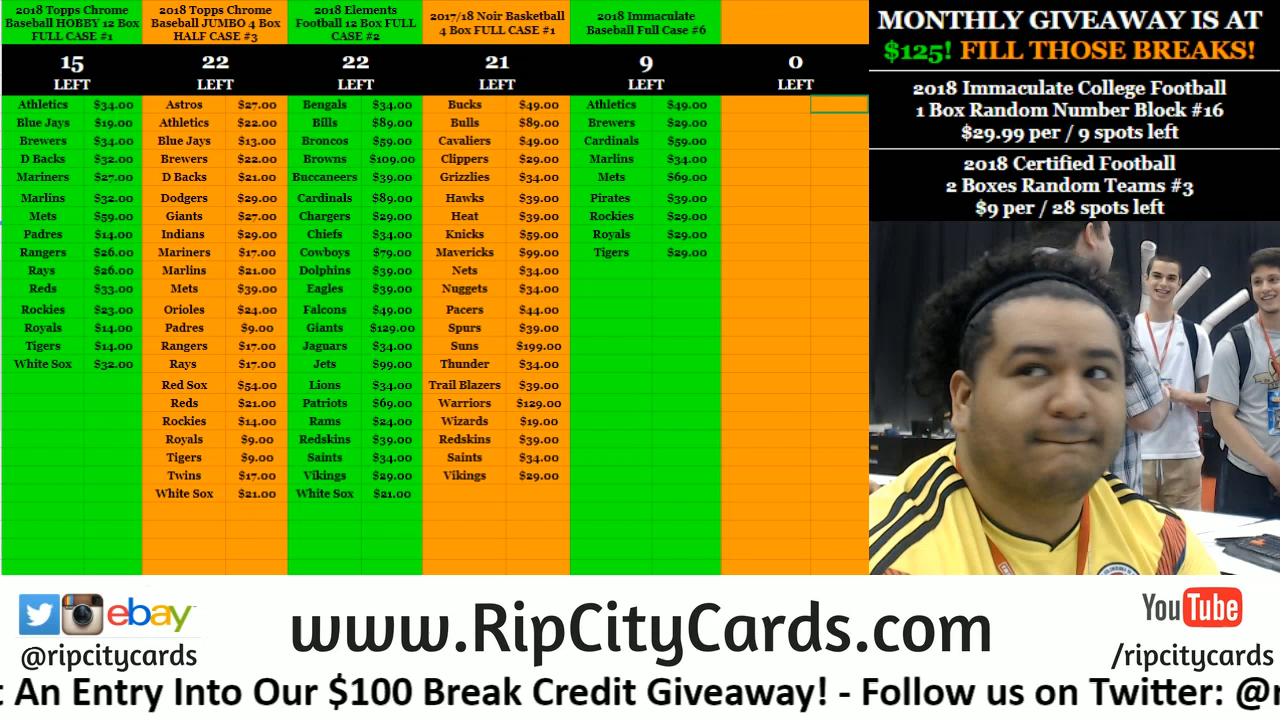 2018 Topps Chrome
Baseball HOBBY 12 Box
FULL CASE #1
15
LEFT
Athletics $34.00
Blue Jays $19.00
Brewers $34.00
D Backs $32.00
Mariners $27.00
Marlins $32.00
Mets $59.00
Padres $14.00
Rangers $26.00
Rays $26.00
Reds $33.00
Rockies $23.00
Royals $14.00
Tigers $14.00
White Sox $32.00
2018 Topps Chrome
Baseball JUMBO 4 Box
HALF CASE #3
22
LEFT
Astros $27.00
Athletics $22.00
Blue Jays $13.00
Brewers $22.00
D Backs $21.00
Dodgers $29.00
Giants $27.00
Indians $29.00
Mariners $17.00
Marlins $21.00
Mets $39.00
Orioles $24.00
Padres $9.00
Rangers $17.00
Rays $17.00
Red Sox $54.00
Reds $21.00
Rockies $14.00
Royals $9.00
Tigers $9.00
Twins $17.00
White Sox $21.00
2018 Elements
Football 12 Box FULL
CASE #2
22
LEFT
Bengals $34.00
Bills $89.00
Broncos $59.00
Browns $109.00
Buccaneers $39.00
Cardinals $89.00
Chargers $29.00
Chiefs $34.00
Cowboys $79.00
Dolphins $39.00
Eagles $39.00
Falcons $49.00
Giants $129.00
Jaguars $34.00
Jets $99.00
Lions $34.00
Patriots $69.00
Rams $24.00
Redskins $39.00
Saints $34.00
Vikings $29.00
White Sox $21.00
2017/18 Noir Basketball
4 Box FULL CASE #1
21
LEFT
Bucks $49.00
Bulls $89.00
Cavaliers $49.00
Clippers $29.00
Grizzlies $34.00
Hawks $39.00
Heat $39.00
Knicks $59.00
Mavericks $99.00
Nets $34.00
Nuggets $34.00
Pacers $44.00
Spurs $39.00
Suns $199.00
Thunder $34.00
Trail Blazers $39.00
Warriors $129.00
Wizards $19.00
Redskins $39.00
Saints $34.00
Vikings $29.00
2018 Immaculate
Baseball Full Case #6
9
LEFT
Athletics $49.00
Brewers $29.00
Cardinals $59.00
Marlins $34.00
Mets $69.00
Pirates $39.00
Rockies $29.00
Royals $29.00
Tigers $29.00
0
LEFT
MONTHLY GIVEAWAY IS AT
$125! FILL THOSE BREAKS!
2018 Immaculate College Football
1 Box Random Number Block #16
$29.99 per / 9 spots left
2018 Certified Football
2 Boxes Random Teams #3
$9 per / 28 spots left
ebay
@ripcitycards
www.RipCityCards.com
YouTube
/ripcitycards
t An Entry Into Our $100 Break Credit Giveaway! - Follow us on Twitter: @r